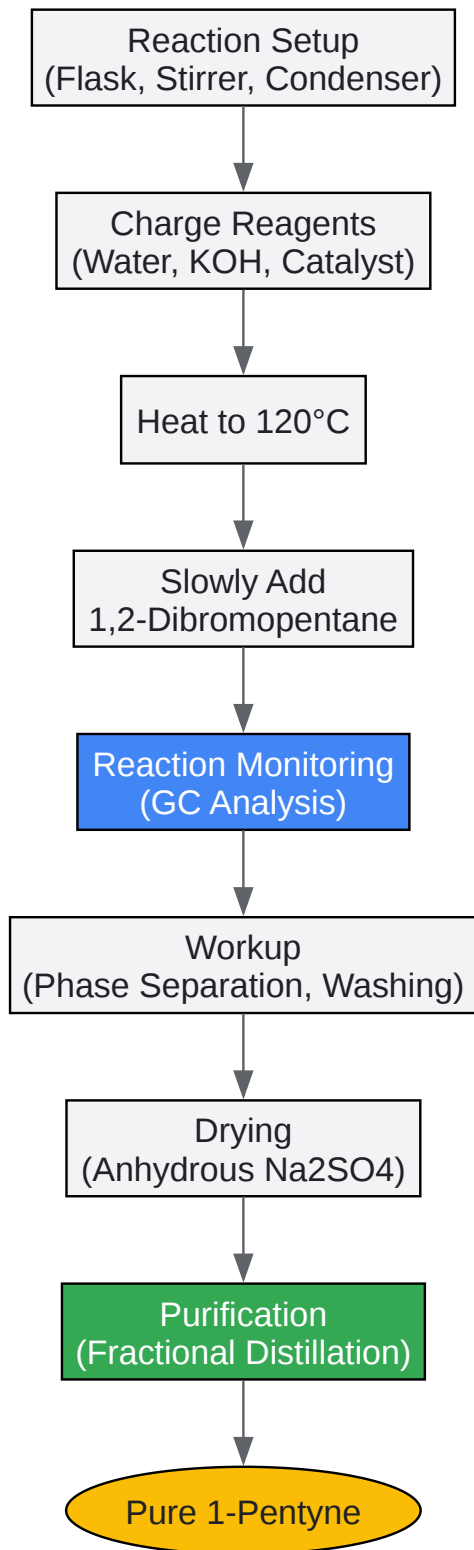 Reaction Setup
(Flask, Stirrer, Condenser)
Charge Reagents
(Water, KOH, Catalyst)
Heat to 120°C
Slowly Add
1,2-Dibromopentane
Reaction Monitoring
(GC Analysis)
Workup
(Phase Separation, Washing)
Drying
(Anhydrous Na2SO4)
Purification
(Fractional Distillation)
Pure 1-Pentyne